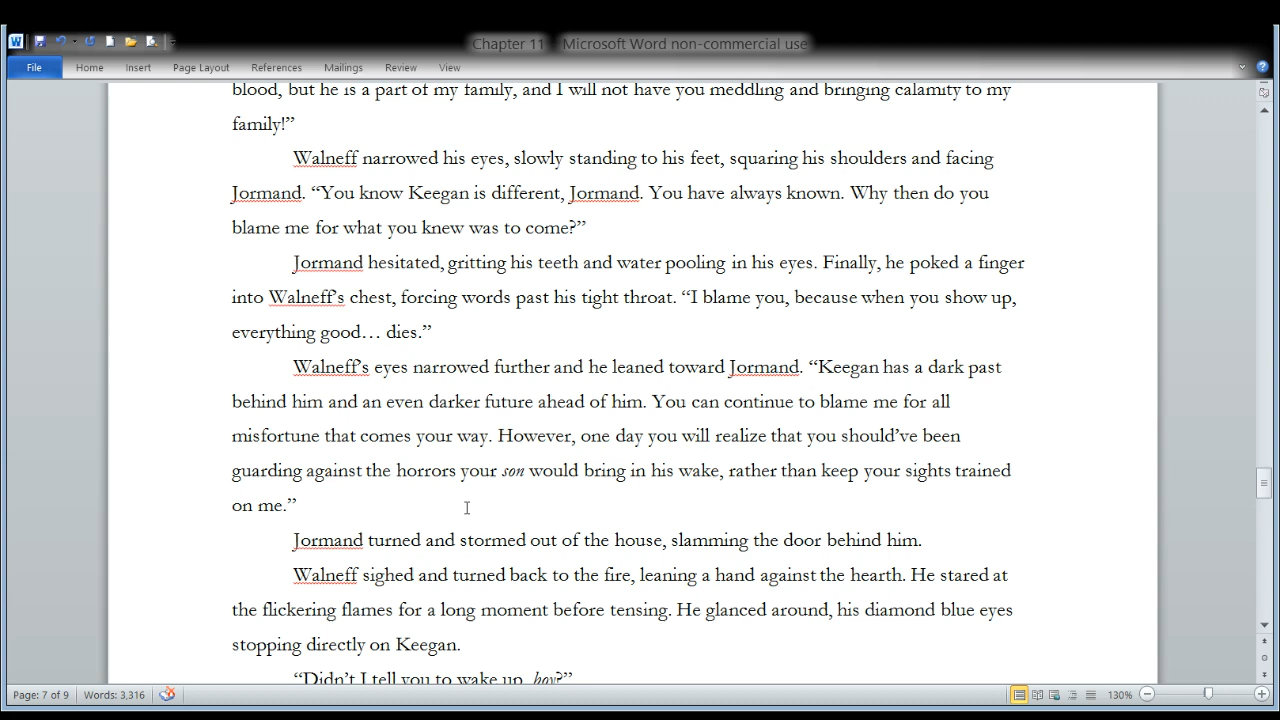 Chapter 11 Microsoft Word non-commercial use
File Home Insert Page Layout References Mailings Review View
blood, but he is a part of my family, and I will not have you meddling and bringing calamity to my
family!”
Walneff narrowed his eyes, slowly standing to his feet, squaring his shoulders and facing
Jormand. “You know Keegan is different, Jormand. You have always known. Why then do you
blame me for what you knew was to come?”
Jormand hesitated, gritting his teeth and water pooling in his eyes. Finally, he poked a finger
into Walneff’s chest, forcing words past his tight throat. “I blame you, because when you show up,
everything good… dies.”
Walneff’s eyes narrowed further and he leaned toward Jormand. “Keegan has a dark past
behind him and an even darker future ahead of him. You can continue to blame me for all
misfortune that comes your way. However, one day you will realize that you should’ve been
guarding against the horrors your son would bring in his wake, rather than keep your sights trained
on me.”
Jormand turned and stormed out of the house, slamming the door behind him.
Walneff sighed and turned back to the fire, leaning a hand against the hearth. He stared at
the flickering flames for a long moment before tensing. He glanced around, his diamond blue eyes
stopping directly on Keegan.
“Didn’t I tell you to wake up, boy?”
Page: 7 of 9 Words: 3,316 130%